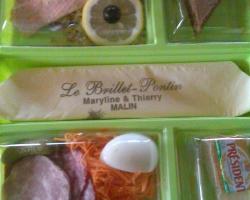 Le Brillet-Pontin
Maryline & Thierry
MALIN
PRÉSIDENT